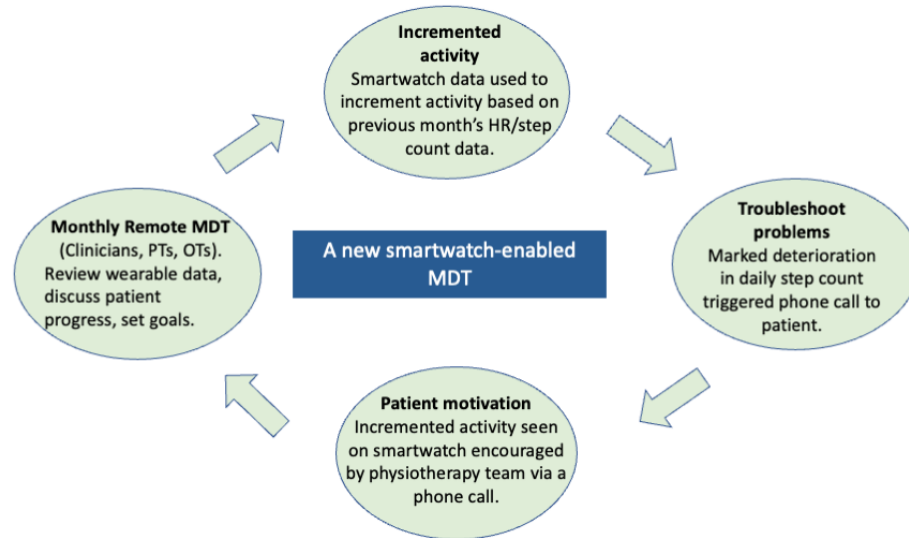 Incremented
activity
Smartwatch data used to
increment activity based on
previous month's HR/step
count data.
Monthly Remote MDT
(Clinicians, PTs, OTs).
Review wearable data,
discuss patient
progress, set goals.
A new smartwatch-enabled
MDT
Troubleshoot
problems
Marked deterioration
in daily step count
triggered phone call to
patient.
Patient motivation
Incremented activity seen
on smartwatch encouraged
by physiotherapy team via a
phone call.